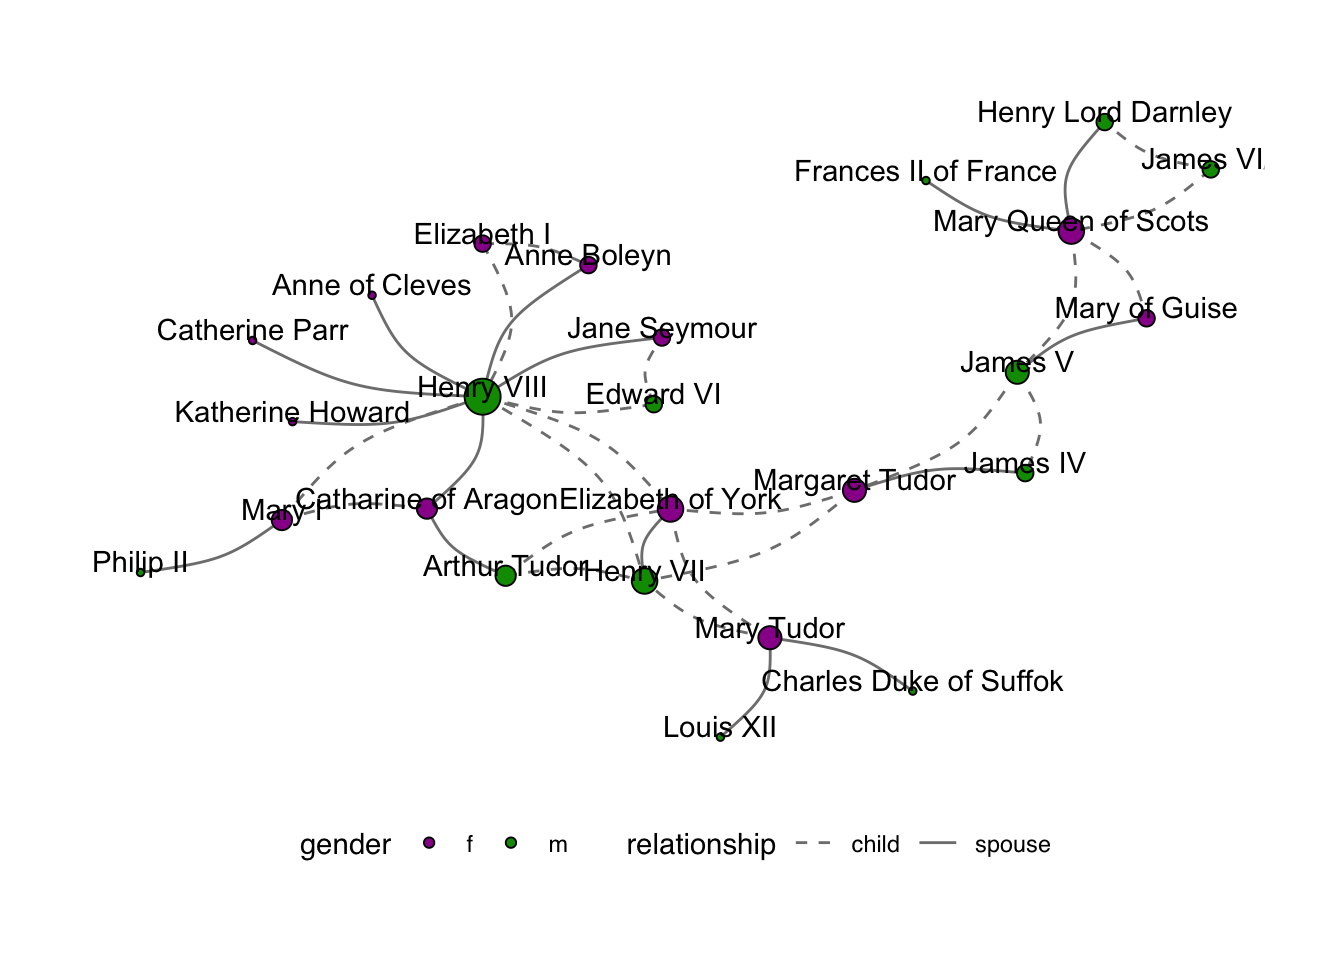 Henry Lord Darnley
James VI
Frances II of France
Mary Queen of Scots
Elizabeth I
Anne Boleyn
Anne of Cleves
Mary of Guise
Catherine Parr
Jane Seymour
James V
Henry VIII
Edward VI
Katherine Howard
James IV
Margaret Tudor
Mary I
Catharine of Aragon
Elizabeth of York
Philip II
Arthur Tudor
Henry VII
Mary Tudor
Charles Duke of Suffok
Louis XII
gender f m relationship child spouse